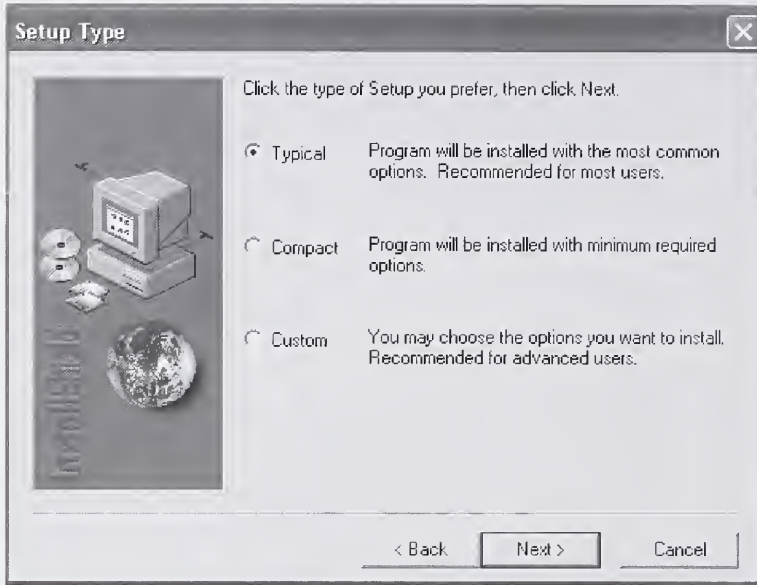 Setup Type
Click the type of Setup you prefer, then click Next.
Typical
Program will be installed with the most common
options. Recommended for most users.
Compact
Program will be installed with minimum required
options.
Custom
You may choose the options you want to install.
Recommended for advanced users.
< Back
Next >
Cancel